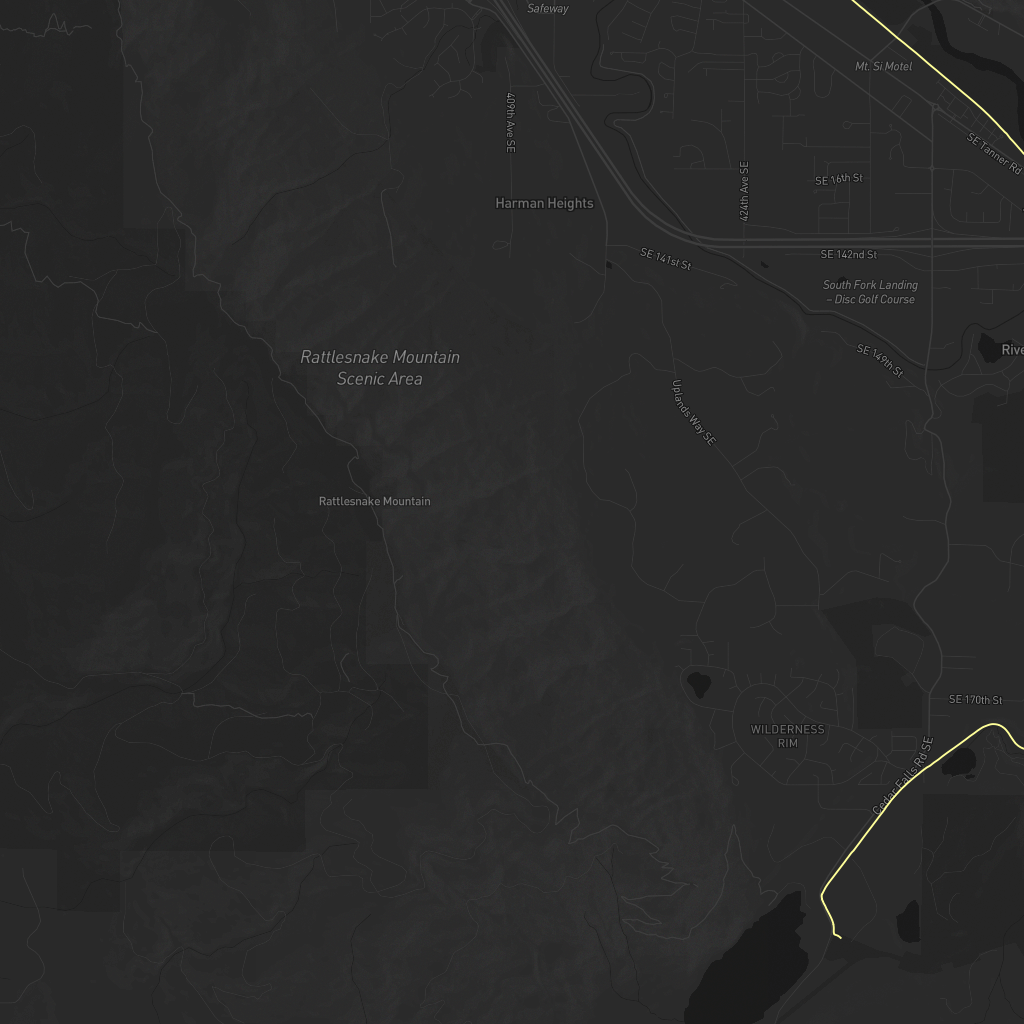 Safeway
Mt. Si Motel
409th Ave SE
SE Tanner Rd
424th Ave SE
SE 16th St
Harman Heights
SE 141st St
SE 142nd St
South Fork Landing
– Disc Golf Course
Rattlesnake Mountain
Scenic Area
SE 149th St
Rive
Uplands Way SE
Rattlesnake Mountain
SE 170th St
WILDERNESS
RIM
Cedar Falls Rd SE